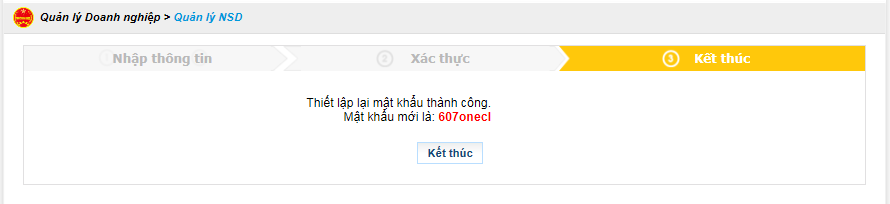 Quản lý Doanh nghiệp > Quản lý NSD
1 Nhập thông tin
2 Xác thực
3 Kết thúc
Thiết lập lại mật khẩu thành công.
Mật khẩu mới là: 607onecl
Kết thúc